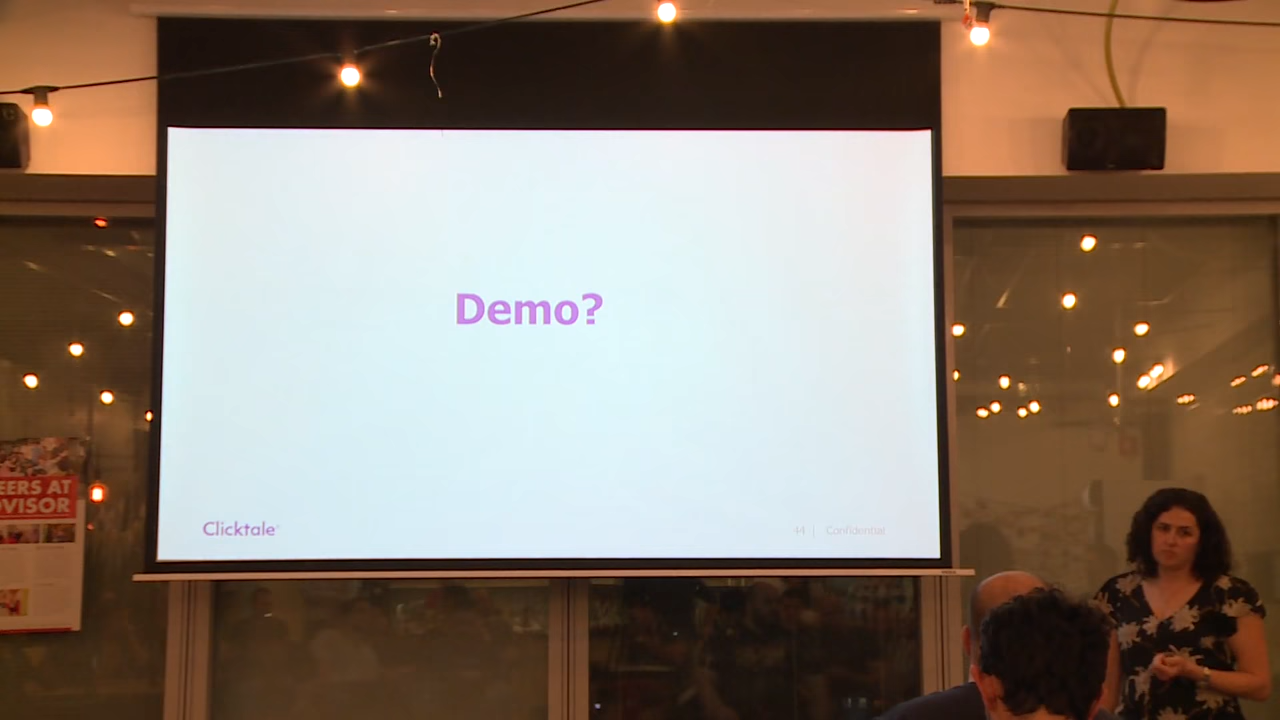 Demo?
EERS AT
VISOR
Clicktale
44 | Confidential